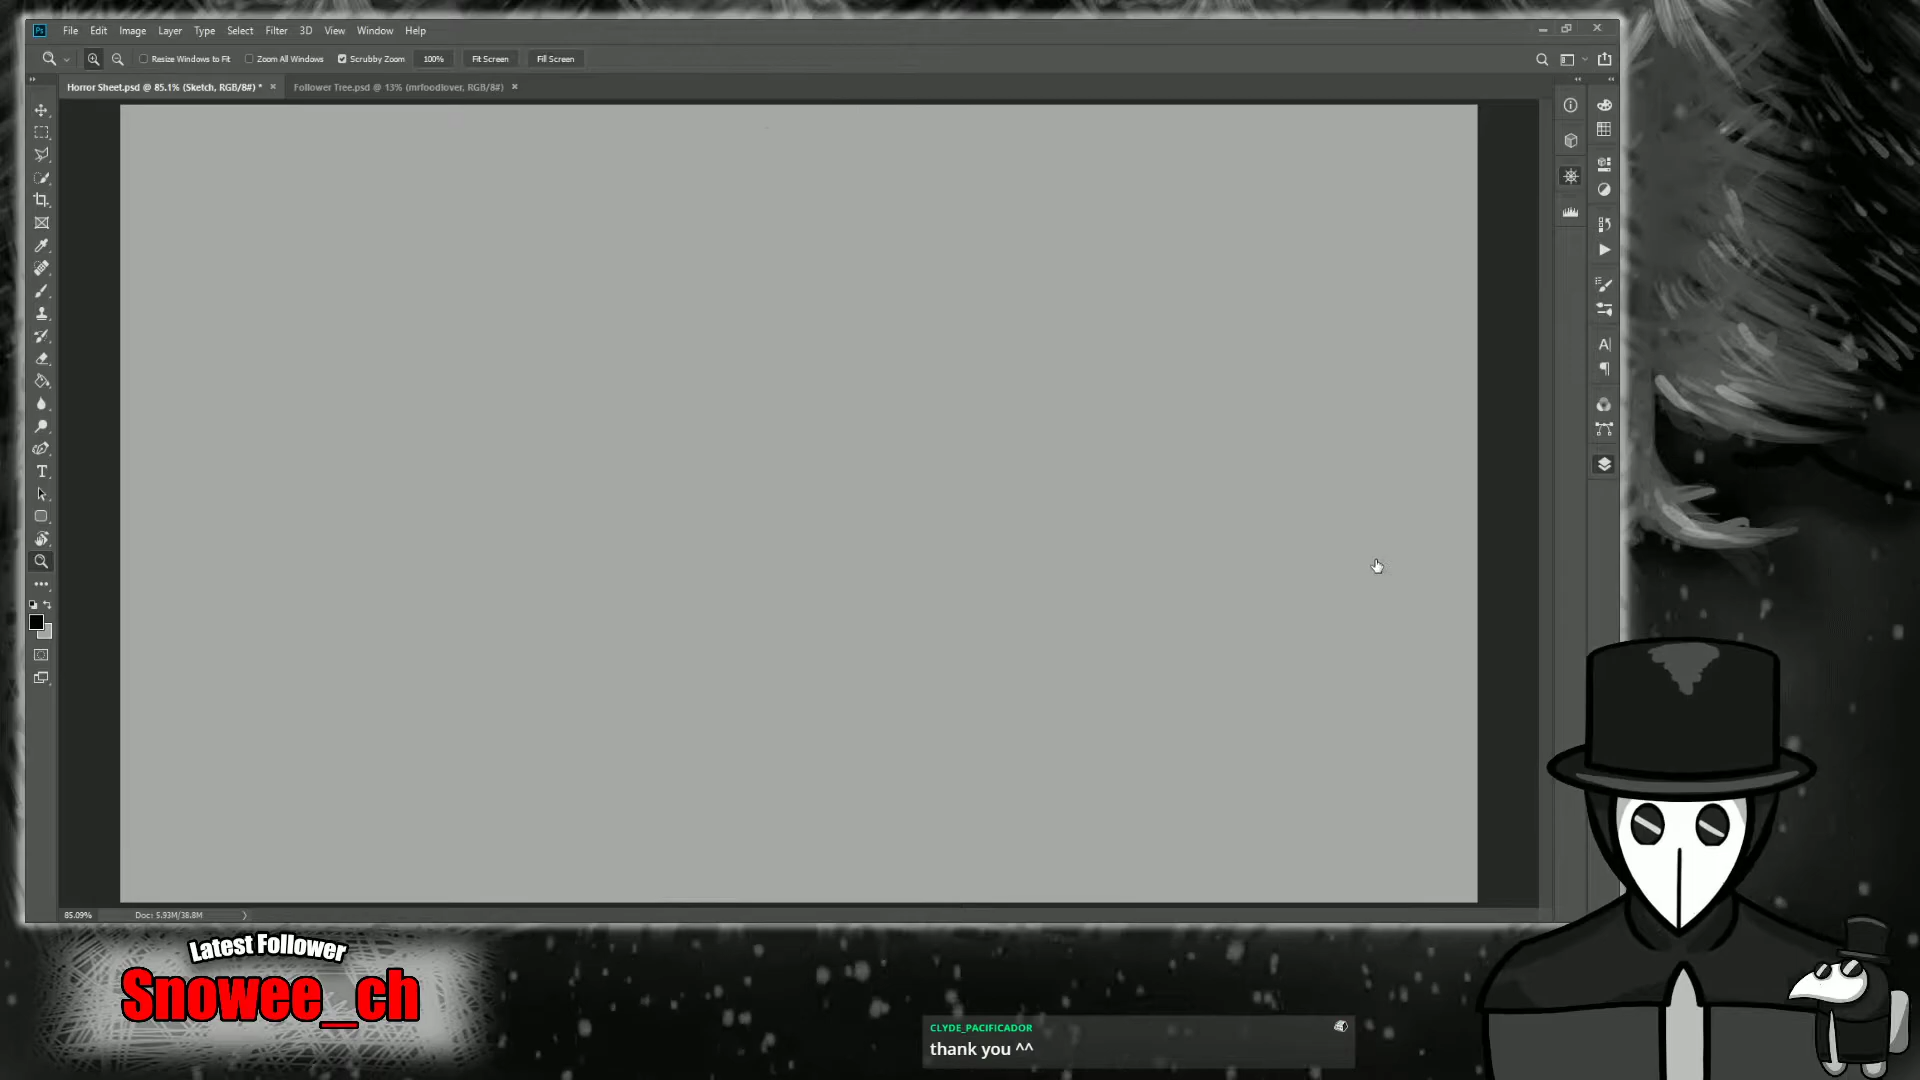 Ps File Edit Image Layer Type Select Filter 3D View Window Help
Resize Windows to Fit Zoom All Windows Scrubby Zoom 100% Fit Screen Fill Screen
Horror Sheet.psd @ 85.1% (Sketch, RGB/8#) * × Follower Tree.psd @ 13% (mrfoodlover, RGB/8#) ×
85.09% Doc: 5.93M/38.8M
Latest Follower
Snowee_ch
CLYDE_PACIFICADOR
thank you ^^